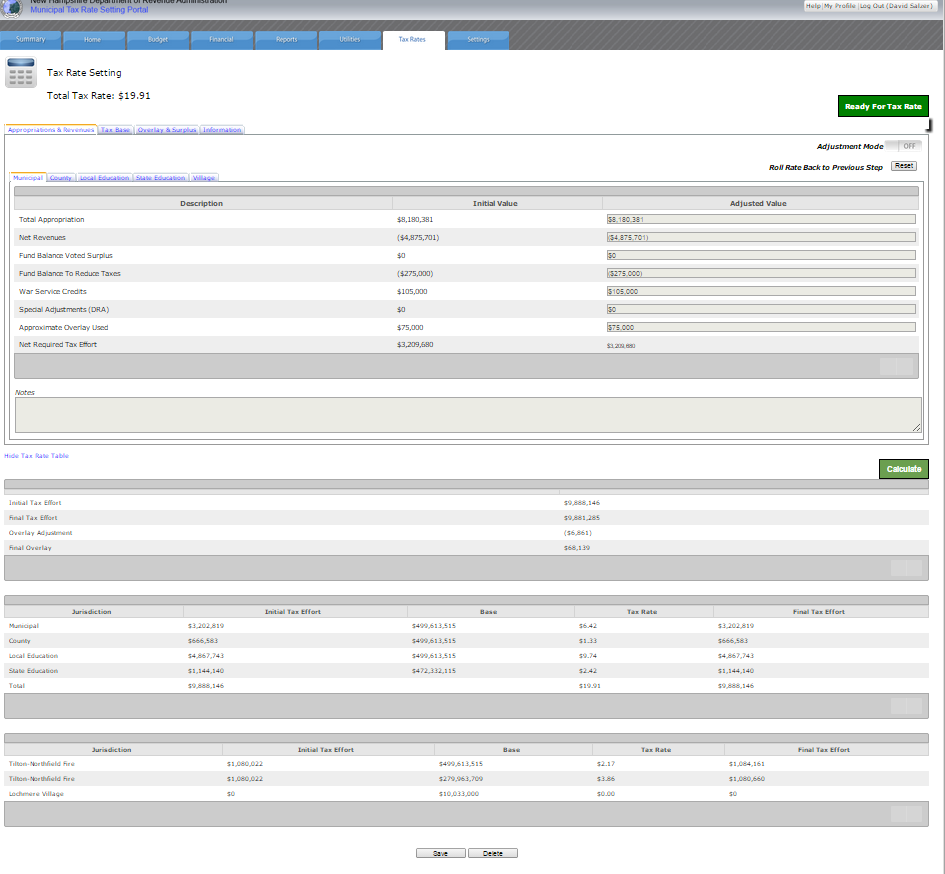 New Hampshire Department of Revenue Administration
Municipal Tax Rate Setting Portal
Help My Profile Log Out (David Salzer)
Summary Home Budget Financial Reports Utilities Tax Rates Settings
Tax Rate Setting
Total Tax Rate: $19.91
Ready For Tax Rate
Appropriations & Revenues Tax Base Overlay & Surplus Information
Adjustment Mode OFF
Roll Rate Back to Previous Step Reset
Municipal County Local Education State Education Village
Description Initial Value Adjusted Value
Total Appropriation $8,180,381 $8,180,381
Net Revenues ($4,875,701) ($4,875,701)
Fund Balance Voted Surplus $0 $0
Fund Balance To Reduce Taxes ($275,000) ($275,000)
War Service Credits $105,000 $105,000
Special Adjustments (DRA) $0 $0
Approximate Overlay Used $75,000 $75,000
Net Required Tax Effort $3,209,680 $3,209,680
Notes
Hide Tax Rate Table
Calculate
Initial Tax Effort $9,888,146
Final Tax Effort $9,881,285
Overlay Adjustment ($6,861)
Final Overlay $68,139
Jurisdiction Initial Tax Effort Base Tax Rate Final Tax Effort
Municipal $3,202,819 $499,613,515 $6.42 $3,202,819
County $666,583 $499,613,515 $1.33 $666,583
Local Education $4,867,743 $499,613,515 $9.74 $4,867,743
State Education $1,144,140 $472,332,115 $2.42 $1,144,140
Total $9,888,146 $19.91 $9,888,146
Jurisdiction Initial Tax Effort Base Tax Rate Final Tax Effort
Tilton-Northfield Fire $1,080,022 $499,613,515 $2.17 $1,084,161
Tilton-Northfield Fire $1,080,022 $279,963,709 $3.86 $1,080,660
Lochmere Village $0 $10,033,000 $0.00 $0
Save Delete